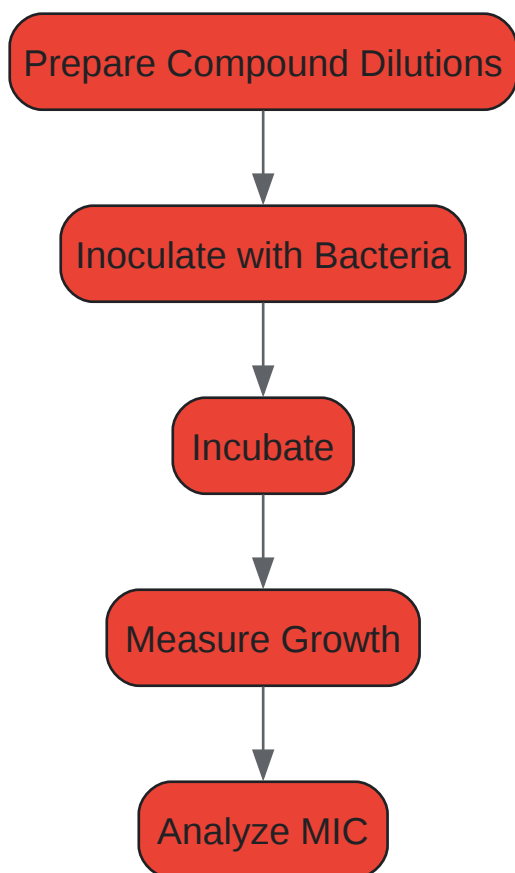 Prepare Compound Dilutions
Inoculate with Bacteria
Incubate
Measure Growth
Analyze MIC